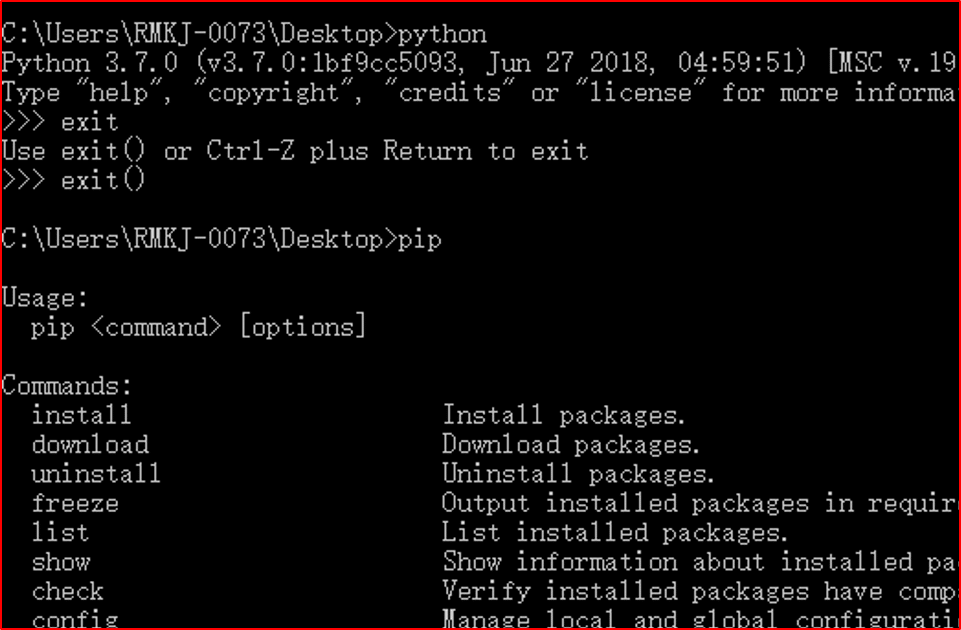 C:\Users\RMKJ-0073\Desktop>python
Python 3.7.0 (v3.7.0:1bf9cc5093, Jun 27 2018, 04:59:51) [MSC v.19
Type "help", "copyright", "credits" or "license" for more informa
>>> exit
Use exit() or Ctrl-Z plus Return to exit
>>> exit()
C:\Users\RMKJ-0073\Desktop>pip
Usage:
pip <command> [options]
Commands:
install Install packages.
download Download packages.
uninstall Uninstall packages.
freeze Output installed packages in requir
list List installed packages.
show Show information about installed pa
check Verify installed packages have comp
config Manage local and global configurati